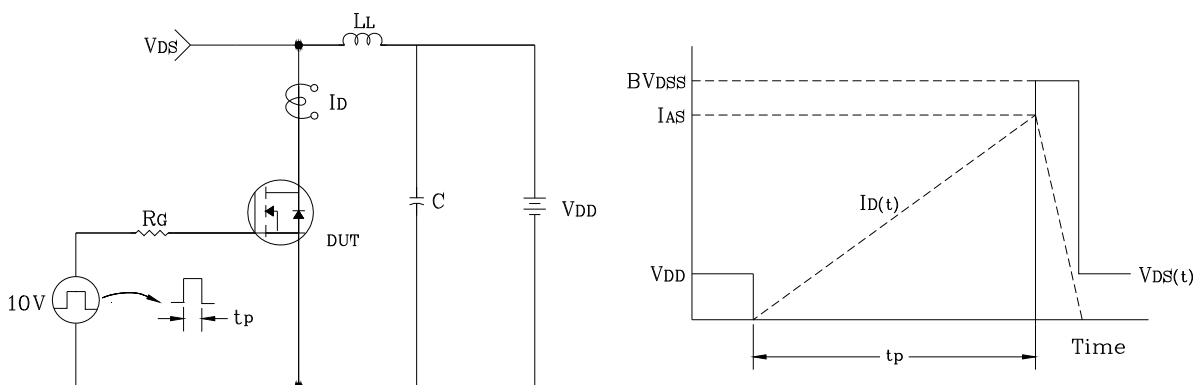 LL
VDS
ID
RG
DUT
C
VDD
10V
tp
BVDSS
IAS
ID(t)
VDD
VDS(t)
tp
Time